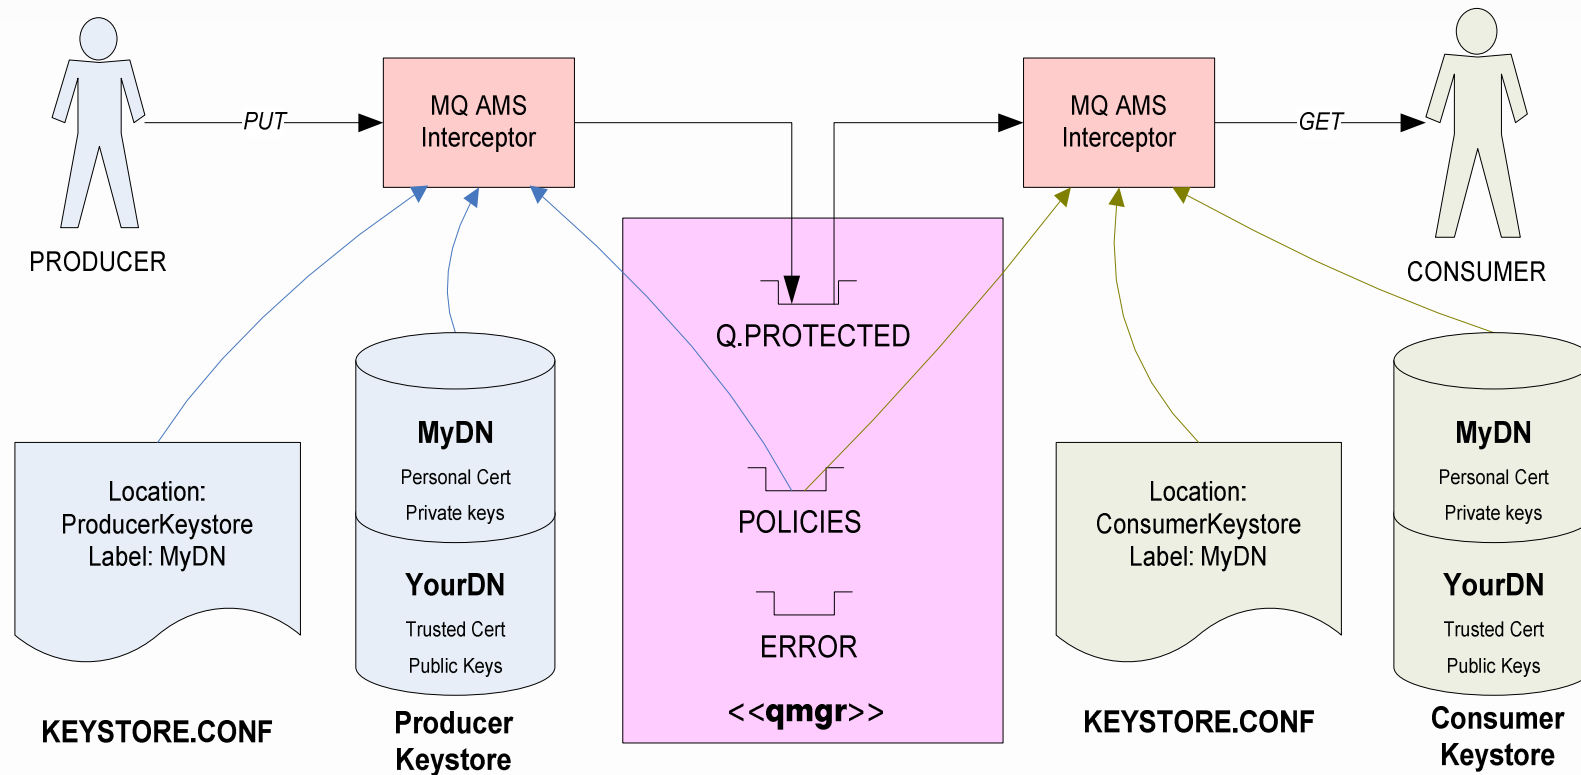 PRODUCER
PUT
MQ AMS
Interceptor
MQ AMS
Interceptor
GET
CONSUMER
Q.PROTECTED
POLICIES
ERROR
<<qmgr>>
Location:
ProducerKeystore
Label: MyDN
KEYSTORE.CONF
MyDN
Personal Cert
Private keys
YourDN
Trusted Cert
Public Keys
Producer
Keystore
Location:
ConsumerKeystore
Label: MyDN
KEYSTORE.CONF
MyDN
Personal Cert
Private keys
YourDN
Trusted Cert
Public Keys
Consumer
Keystore